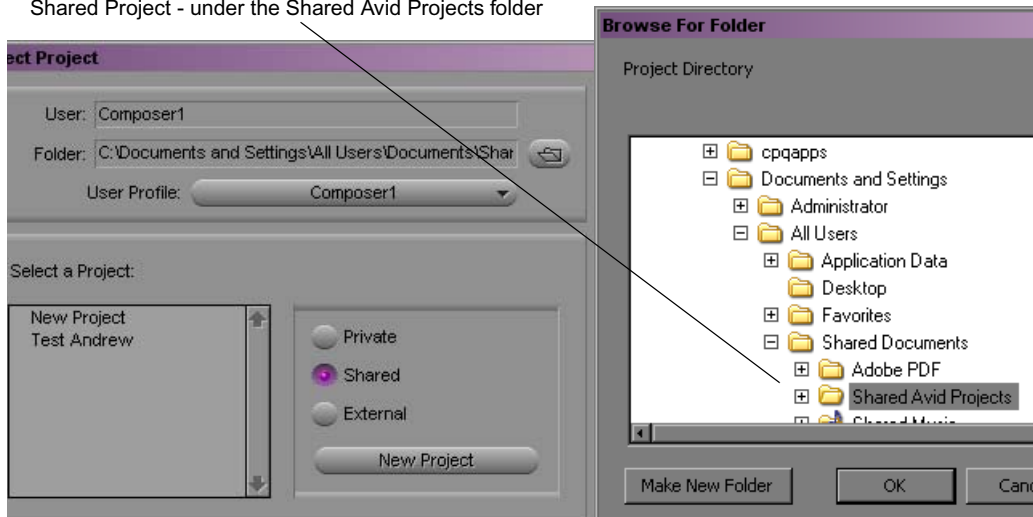 Shared Project - under the Shared Avid Projects folder
ect Project
User: Composer1
Folder: C:\Documents and Settings\All Users\Documents\Shar
User Profile: Composer1
Select a Project:
New Project
Test Andrew
Private
Shared
External
New Project
Browse For Folder
Project Directory
cpqapps
Documents and Settings
Administrator
All Users
Application Data
Desktop
Favorites
Shared Documents
Adobe PDF
Shared Avid Projects
Shared Music
Make New Folder
OK
Canc